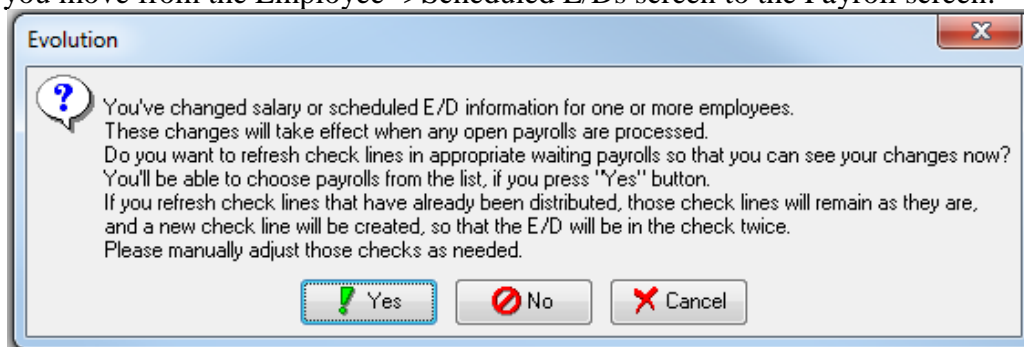 you move from the Employee -> Scheduled E/Ds screen to the Payroll screen.
Evolution
You've changed salary or scheduled E/D information for one or more employees.
These changes will take effect when any open payrolls are processed.
Do you want to refresh check lines in appropriate waiting payrolls so that you can see your changes now?
You'll be able to choose payrolls from the list, if you press "Yes" button.
If you refresh check lines that have already been distributed, those check lines will remain as they are,
and a new check line will be created, so that the E/D will be in the check twice.
Please manually adjust those checks as needed.
Yes
No
Cancel